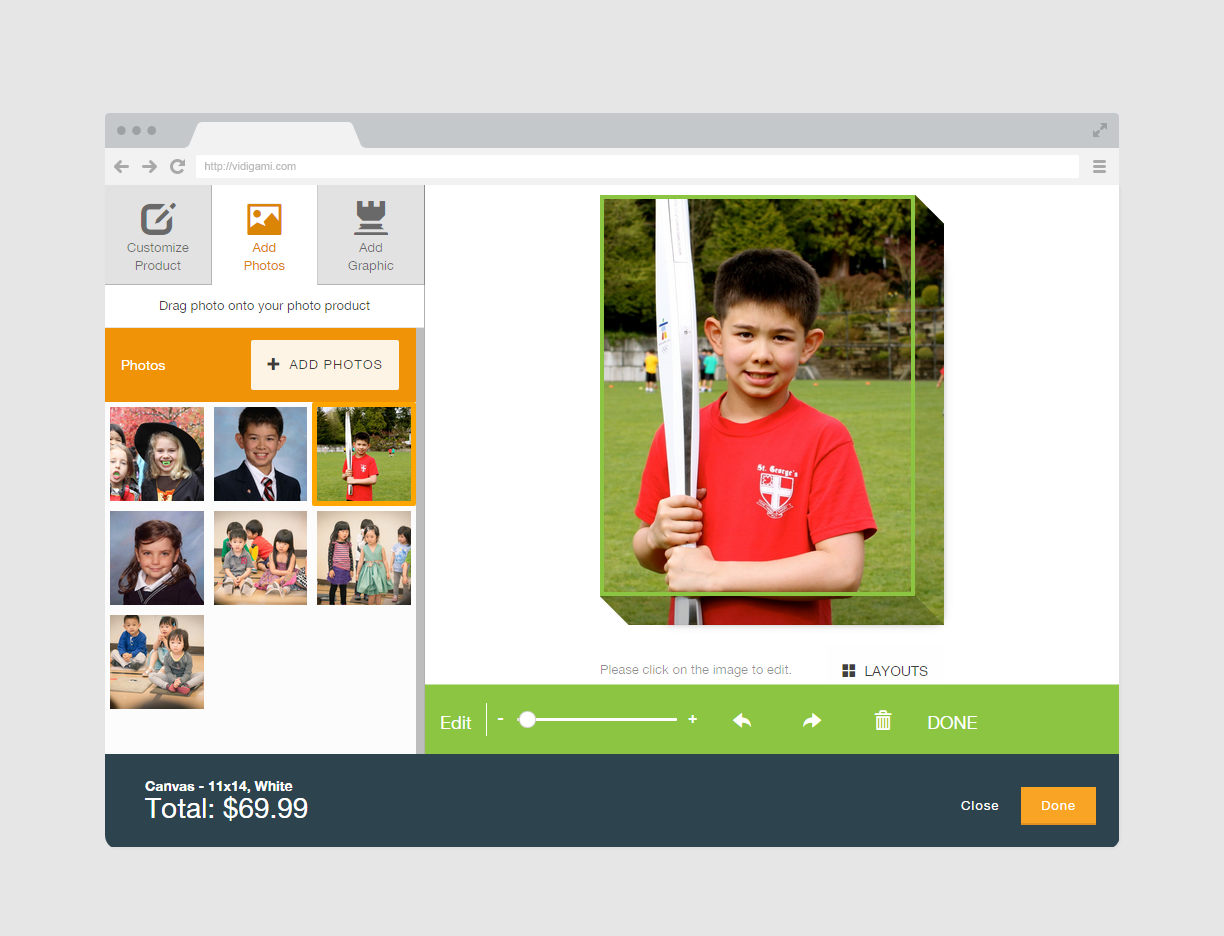 http://vidigami.com
Customize
Product
Add
Photos
Add
Graphic
Drag photo onto your photo product
Photos
+ ADD PHOTOS
St. George's
Please click on the image to edit.
LAYOUTS
Edit
-
+
DONE
Canvas - 11x14, White
Total: $69.99
Close
Done